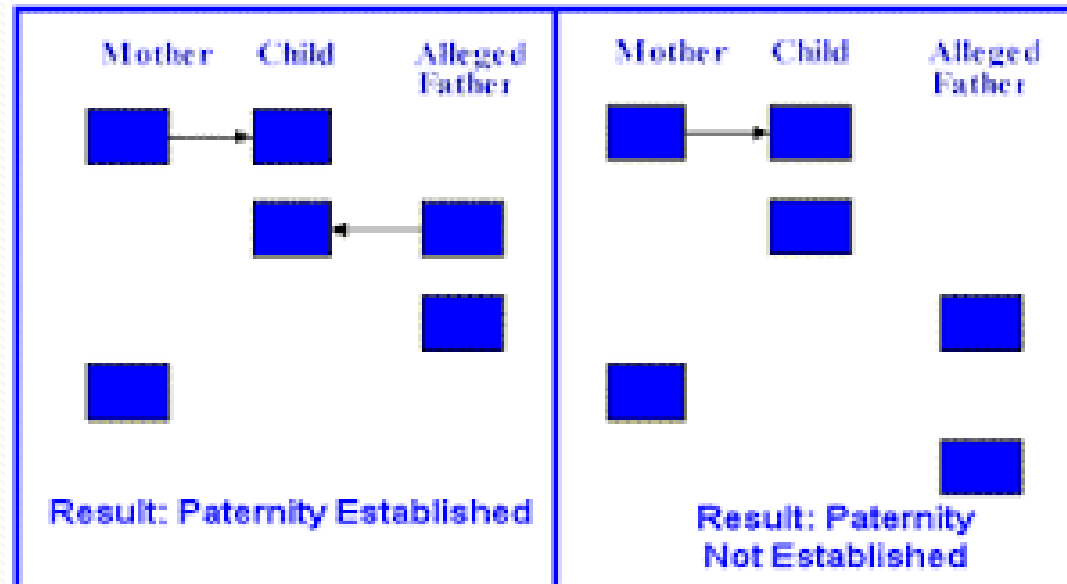 Mother Child Alleged
Father
Result: Paternity Established
Mother Child Alleged
Father
Result: Paternity
Not Established